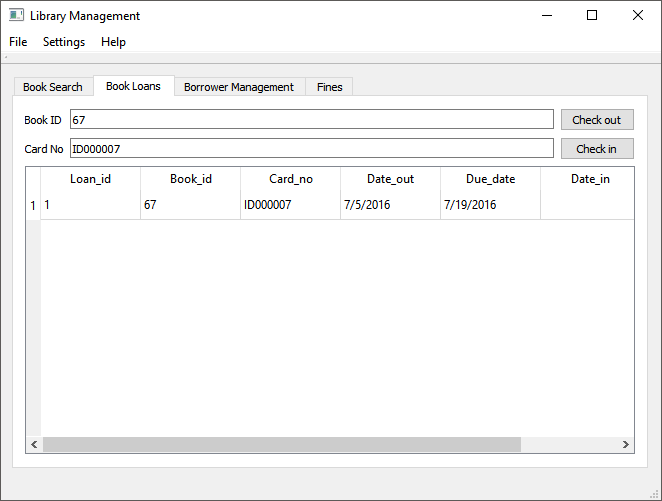 Library Management
File Settings Help
Book Search Book Loans Borrower Management Fines
Book ID 67 Check out
Card No ID000007 Check in
Loan_id Book_id Card_no Date_out Due_date Date_in
1 1 67 ID000007 7/5/2016 7/19/2016